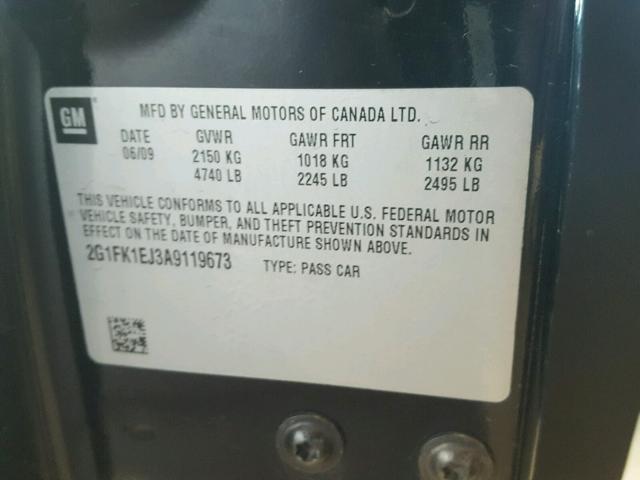 GM
MFD BY GENERAL MOTORS OF CANADA LTD.
DATE GVWR GAWR FRT GAWR RR
06/09 2150 KG 1018 KG 1132 KG
4740 LB 2245 LB 2495 LB
THIS VEHICLE CONFORMS TO ALL APPLICABLE U.S. FEDERAL MOTOR
VEHICLE SAFETY, BUMPER, AND THEFT PREVENTION STANDARDS IN
EFFECT ON THE DATE OF MANUFACTURE SHOWN ABOVE.
2G1FK1EJ3A9119673 TYPE: PASS CAR